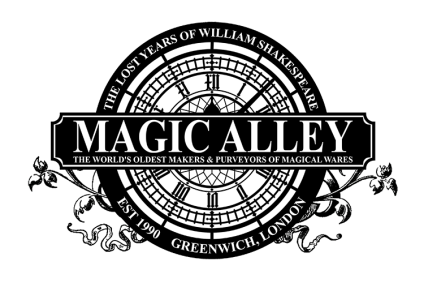 THE LOST YEARS OF WILLIAM SHAKESPEARE
XII
MAGIC ALLEY
THE WORLD'S OLDEST MAKERS & PURVEYORS OF MAGICAL WARES
EST 1990
GREENWICH, LONDON